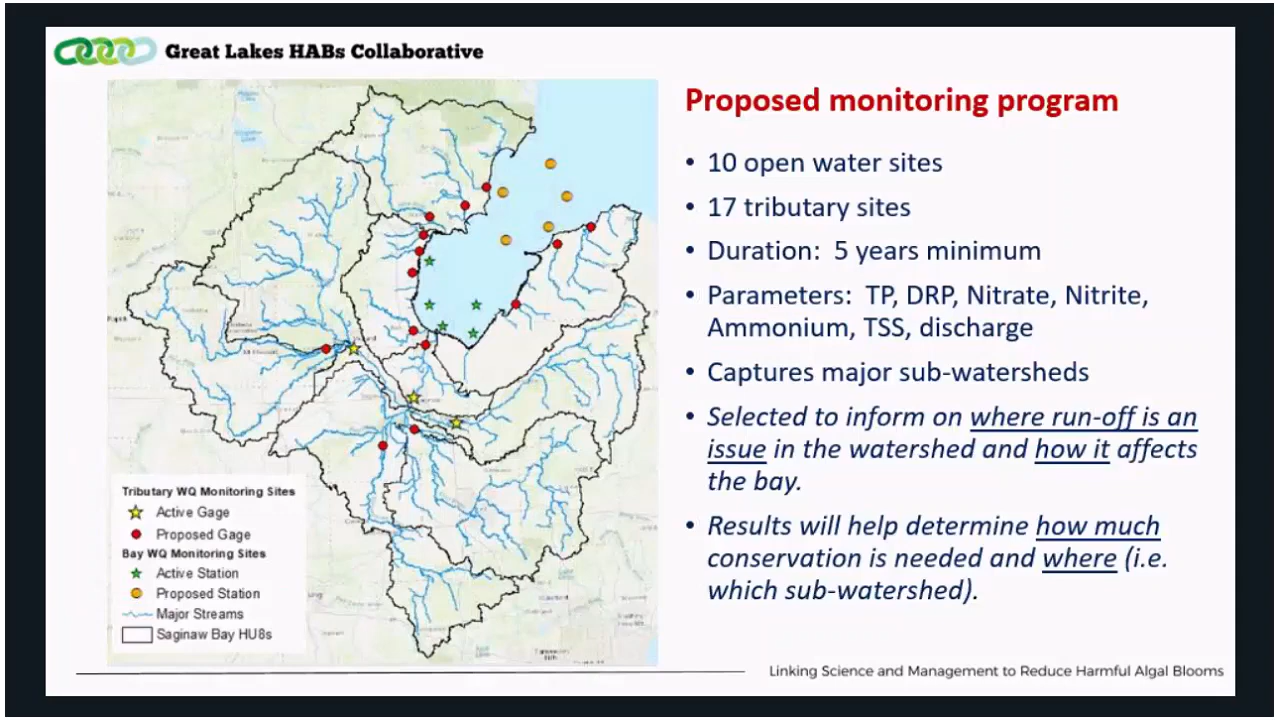 Great Lakes HABs Collaborative
Proposed monitoring program
• 10 open water sites
• 17 tributary sites
• Duration: 5 years minimum
• Parameters: TP, DRP, Nitrate, Nitrite,
Ammonium, TSS, discharge
• Captures major sub-watersheds
• Selected to inform on where run-off is an
issue in the watershed and how it affects
the bay.
• Results will help determine how much
conservation is needed and where (i.e.
which sub-watershed).
Tributary WQ Monitoring Sites
Active Gage
Proposed Gage
Bay WQ Monitoring Sites
Active Station
Proposed Station
Major Streams
Saginaw Bay HU8s
Linking Science and Management to Reduce Harmful Algal Blooms